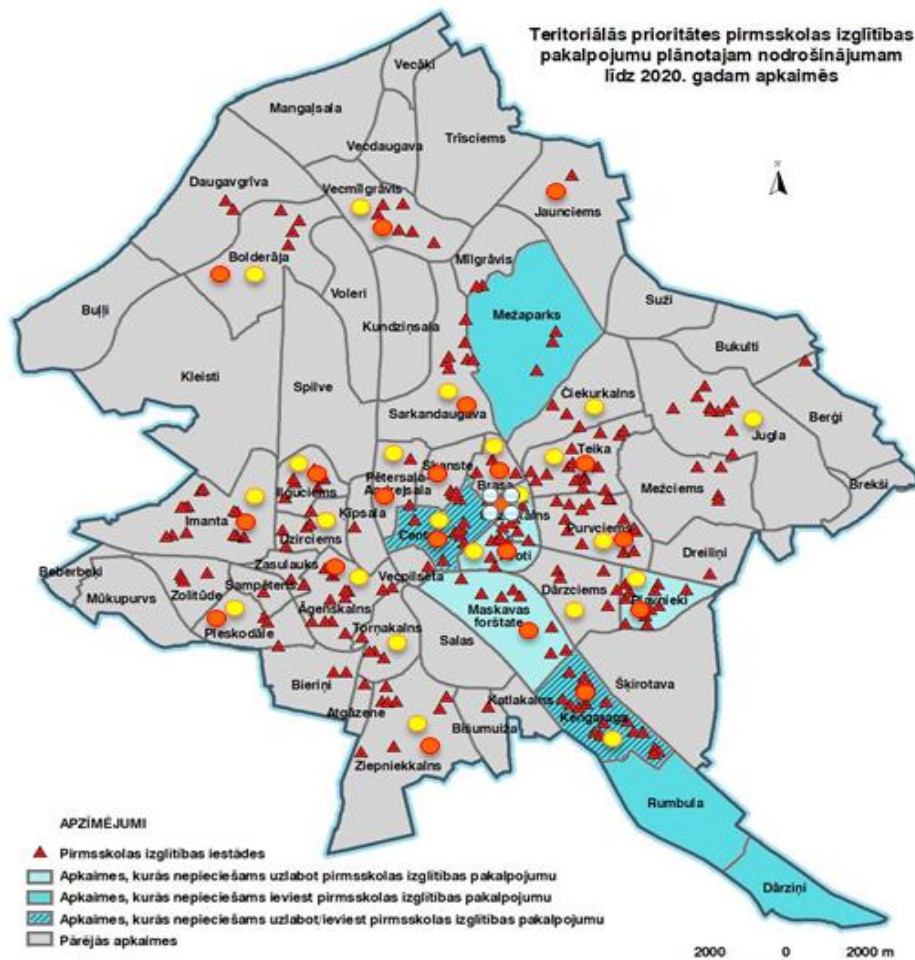 Teritoriālās prioritātes pirmsskolas izglītības
pakalpojumu plānotajam nodrošinājumam
līdz 2020. gadam apkaimēs
Vecāķi
Mangaļsala
Vecdaugava
Trīsciems
Daugavgrīva
Vecmīlgrāvis
Jaunciems
Bolderāja
Mīlgrāvis
Voleri
Suži
Buļļi
Kundziņsala
Mežaparks
Bukulti
Kleisti
Spilve
Čiekurkalns
Sarkandaugava
Jugla
Berģi
Teika
Skanste
Pētersala-
Andrejsala
Brasa
Iļģuciems
Mežciems
Brekši
Imanta
Ķīpsala
Purvciems
Dzirciems
Dreiliņi
Zasulauks
Beberbeķi
Mūkupurvs
Zolitūde
Šampēteris
Vecpilsēta
Dārzciems
Pļavnieki
Āgenskalns
Maskavas
forštate
Pleskodāle
Torņakalns
Salas
Bieriņi
Šķirotava
Atgāzene
Katlakalns
Ķengarags
Bišumuiža
Ziepniekkalns
Rumbula
Dārziņi
APZĪMĒJUMI
Pirmsskolas izglītības iestādes
Apkaimes, kurās nepieciešams uzlabot pirmsskolas izglītības pakalpojumu
Apkaimes, kurās nepieciešams ieviest pirmsskolas izglītības pakalpojumu
Apkaimes, kurās nepieciešams uzlabot/ieviest pirmsskolas izglītības pakalpojumu
Pārējās apkaimes
2000 0 2000 m